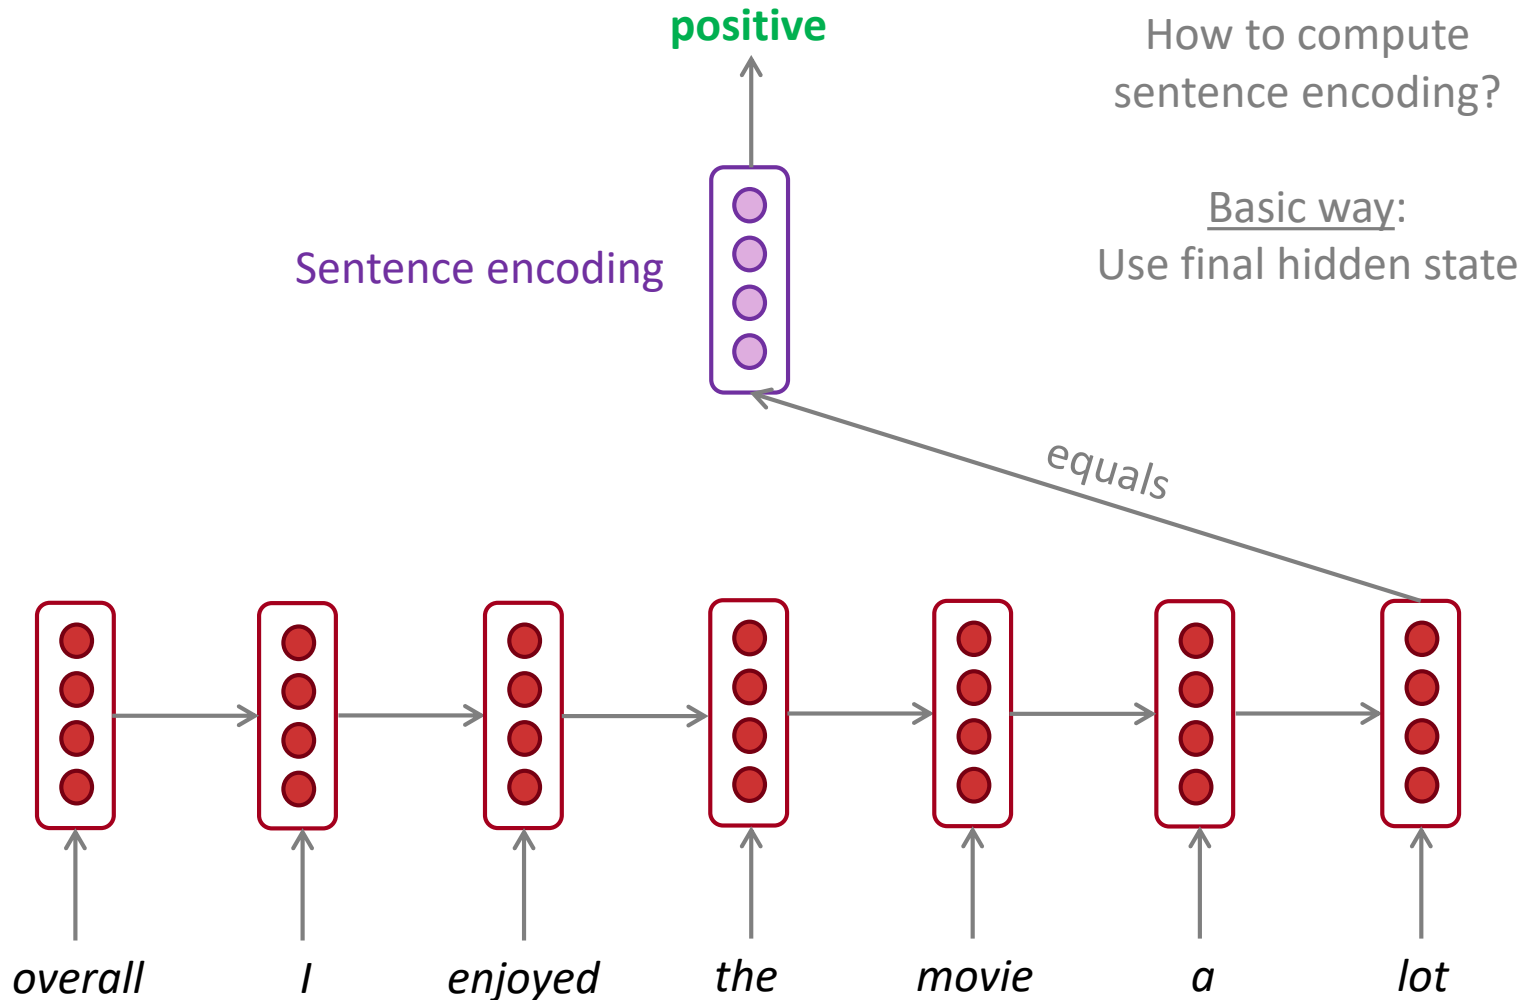 positive
How to compute
sentence encoding?
Basic way:
Use final hidden state
Sentence encoding
equals
overall I enjoyed the movie a lot